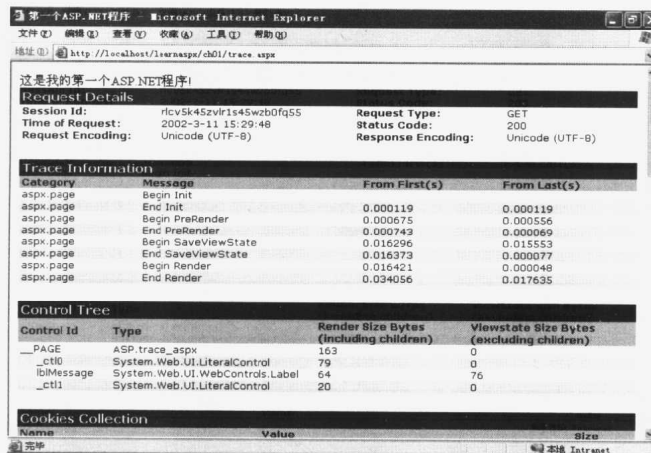 第一个ASP.NET程序 - Microsoft Internet Explorer
文件(F) 编辑(E) 查看(V) 收藏(A) 工具(T) 帮助(H)
地址(D) http://localhost/learnaspx/ch01/trace.aspx
这是我的第一个ASP.NET程序!
Request Details
Session Id: rlcv5k45zvlr1s45wzb0fq55 Request Type: GET
Time of Request: 2002-3-11 15:29:48 Status Code: 200
Request Encoding: Unicode (UTF-8) Response Encoding: Unicode (UTF-8)
Trace Information
Category Message From First(s) From Last(s)
aspx.page Begin Init
aspx.page End Init 0.000119 0.000119
aspx.page Begin PreRender 0.000675 0.000556
aspx.page End PreRender 0.000743 0.000069
aspx.page Begin SaveViewState 0.016296 0.015553
aspx.page End SaveViewState 0.016373 0.000077
aspx.page Begin Render 0.016421 0.000048
aspx.page End Render 0.034056 0.017635
Control Tree
Control Id Type Render Size Bytes (including children) Viewstate Size Bytes (excluding children)
__PAGE ASP.trace_aspx 163 0
_ctl0 System.Web.UI.LiteralControl 79 0
lblMessage System.Web.UI.WebControls.Label 64 76
_ctl1 System.Web.UI.LiteralControl 20 0
Cookies Collection
Name Value Size
完毕 本地 Intranet